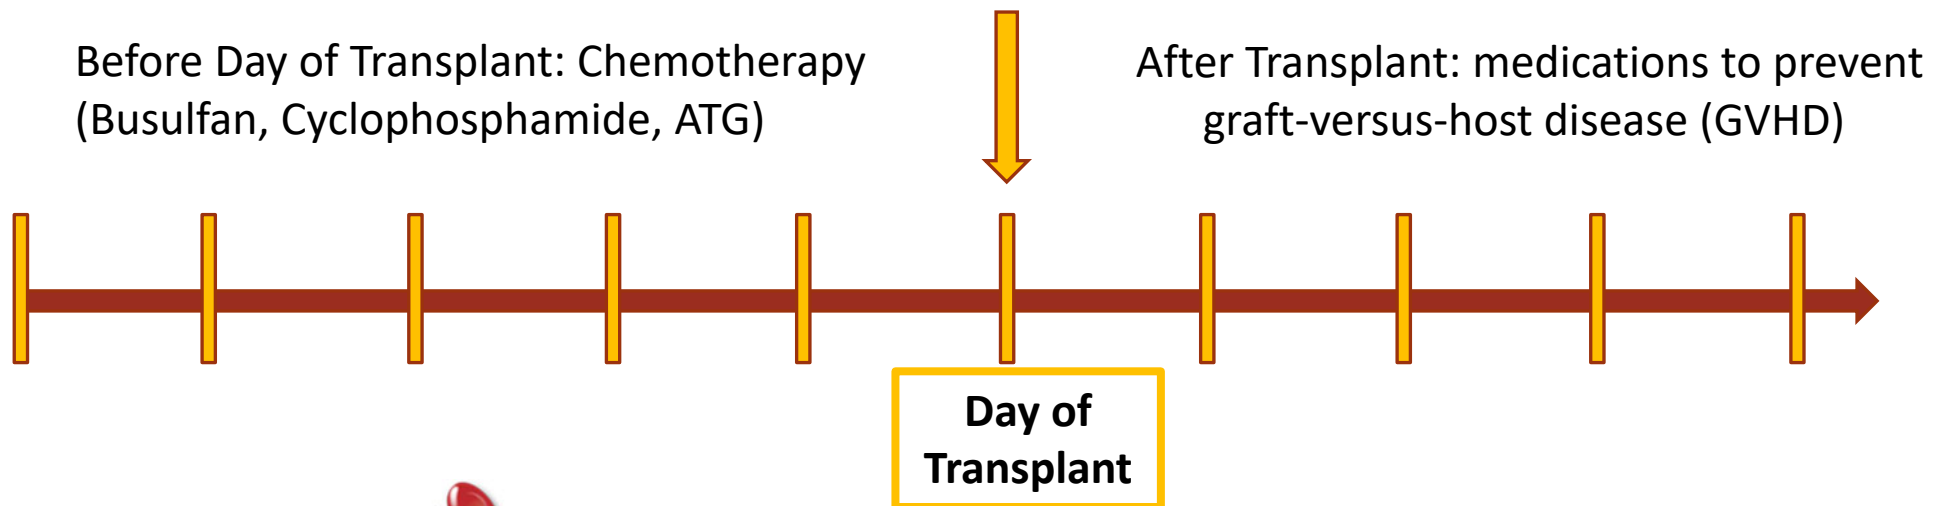 Before Day of Transplant: Chemotherapy
(Busulfan, Cyclophosphamide, ATG)
After Transplant: medications to prevent
graft-versus-host disease (GVHD)
Day of
Transplant